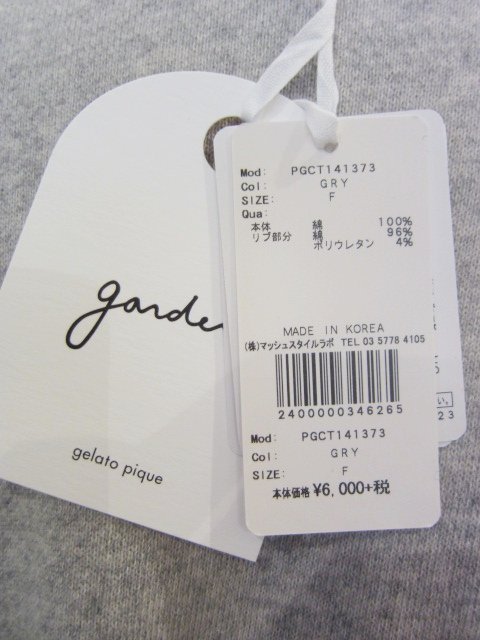 garde
gelato pique
Mod: PGCT141373
Col: GRY
SIZE: F
Qua:
本体 綿 100%
リブ部分 綿 96%
ポリウレタン 4%
MADE IN KOREA
(株)マッシュスタイルラボ TEL 03 5778 4105
2400000346265
Mod: PGCT141373
Col: GRY
SIZE: F
本体価格 ¥6,000+税
い。
23